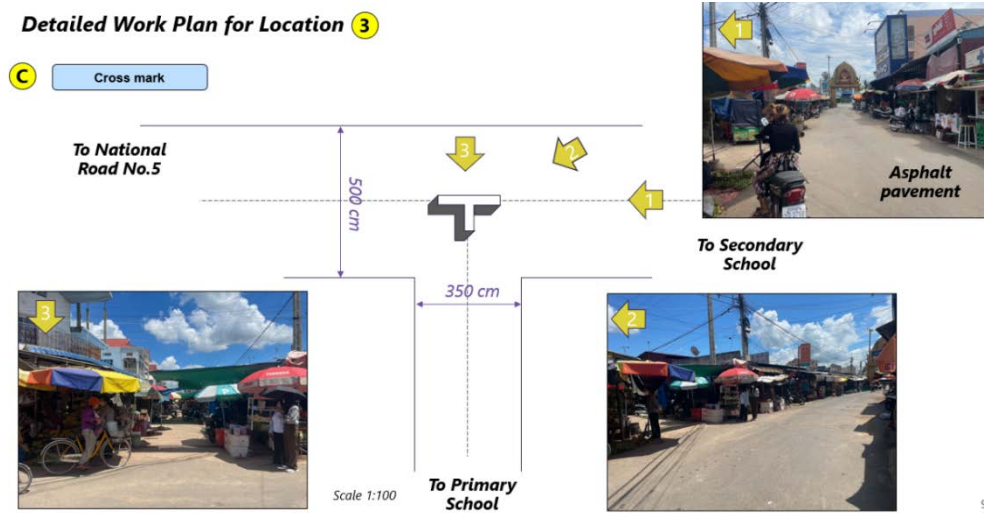 Detailed Work Plan for Location 3
C
Cross mark
1
To National
Road No.5
3
2
500 cm
1
Asphalt
pavement
To Secondary
School
350 cm
3
2
Scale 1:100
To Primary
School
9